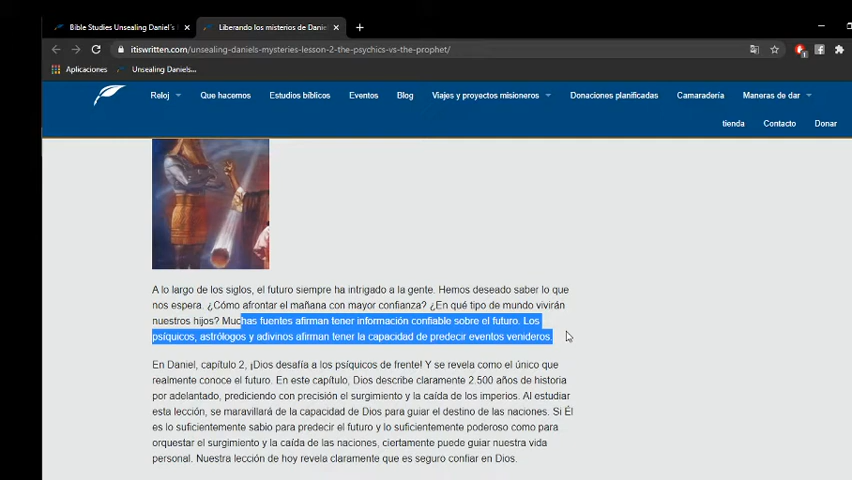 Bible Studies Unsealing Daniel's
Liberando los misterios de Danie
itiswritten.com/unsealing-daniels-mysteries-lesson-2-the-psychics-vs-the-prophet/
Aplicaciones
Unsealing Daniels...
Reloj
Que hacemos
Estudios bíblicos
Eventos
Blog
Viajes y proyectos misioneros
Donaciones planificadas
Camaradería
Maneras de dar
tienda
Contacto
Donar
A lo largo de los siglos, el futuro siempre ha intrigado a la gente. Hemos deseado saber lo que
nos espera. ¿Cómo afrontar el mañana con mayor confianza? ¿En qué tipo de mundo vivirán
nuestros hijos? Muchas fuentes afirman tener información confiable sobre el futuro. Los
psíquicos, astrólogos y adivinos afirman tener la capacidad de predecir eventos venideros.
En Daniel, capítulo 2, ¡Dios desafía a los psíquicos de frente! Y se revela como el único que
realmente conoce el futuro. En este capítulo, Dios describe claramente 2.500 años de historia
por adelantado, prediciendo con precisión el surgimiento y la caída de los imperios. Al estudiar
esta lección, se maravillará de la capacidad de Dios para guiar el destino de las naciones. Si Él
es lo suficientemente sabio para predecir el futuro y lo suficientemente poderoso como para
orquestar el surgimiento y la caída de las naciones, ciertamente puede guiar nuestra vida
personal. Nuestra lección de hoy revela claramente que es seguro confiar en Dios.